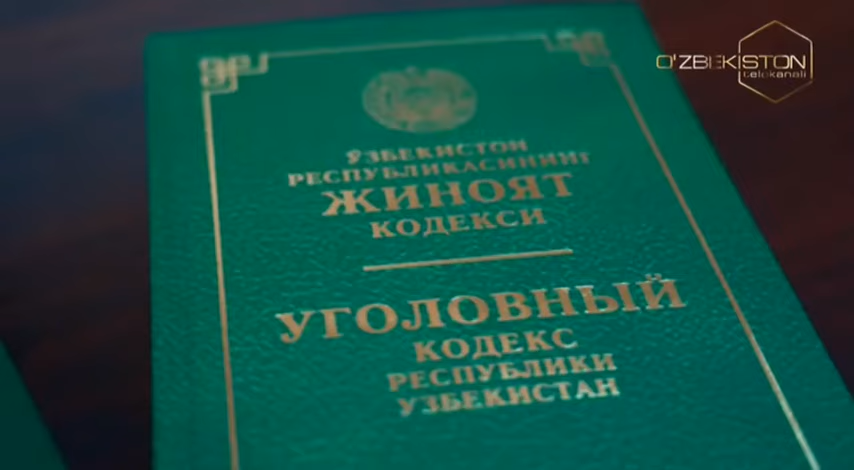 O'ZBEKISTON
telekanali
ЎЗБЕКИСТОН
РЕСПУБЛИКАСИНИНГ
ЖИНОЯТ
КОДЕКСИ
УГОЛОВНЫЙ
КОДЕКС
РЕСПУБЛИКИ
УЗБЕКИСТАН